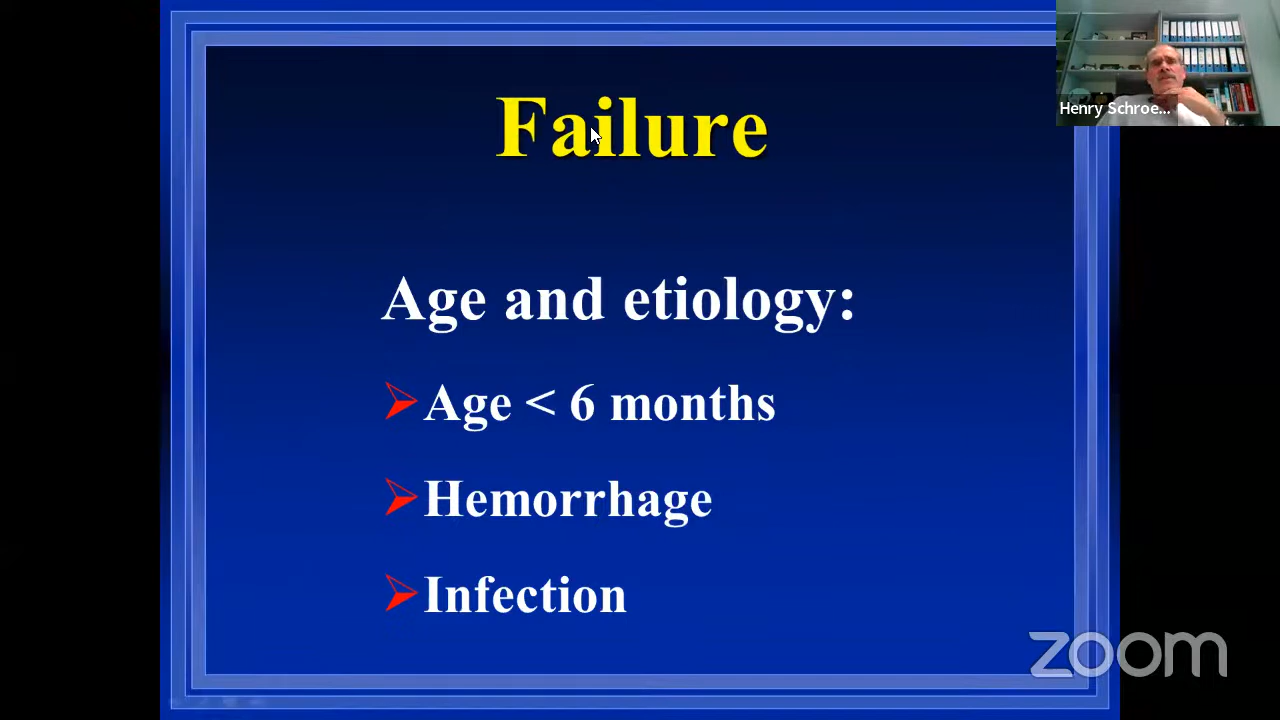 Failure
Henry Schroe...
Age and etiology:
Age < 6 months
Hemorrhage
Infection
zoom